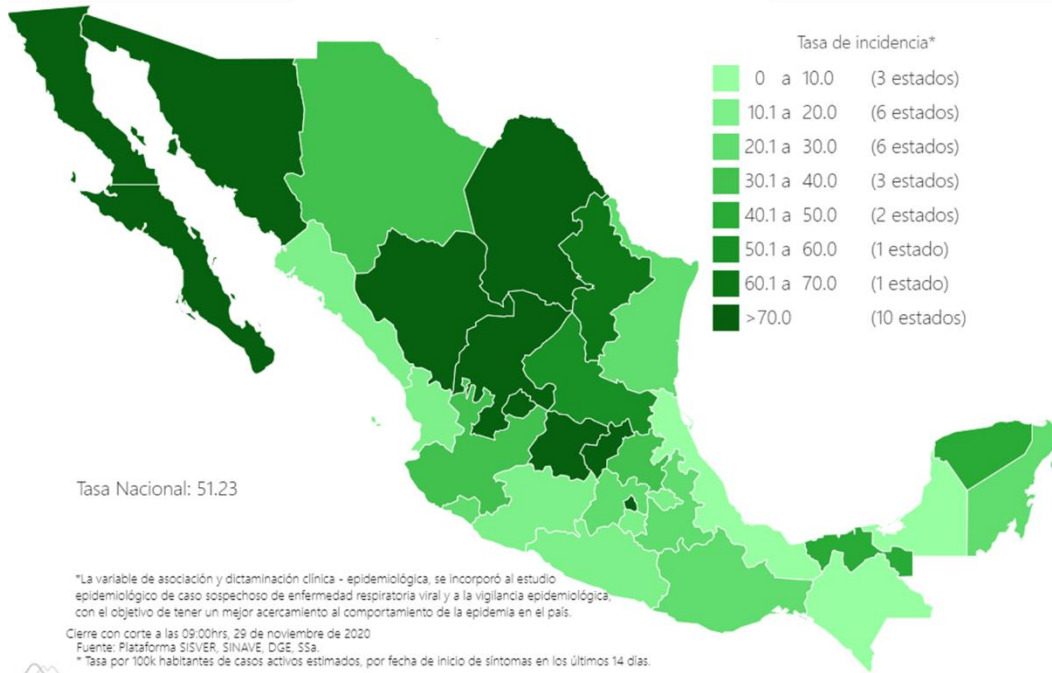 Tasa de incidencia*
0 a 10.0 (3 estados)
10.1 a 20.0 (6 estados)
20.1 a 30.0 (6 estados)
30.1 a 40.0 (3 estados)
40.1 a 50.0 (2 estados)
50.1 a 60.0 (1 estado)
60.1 a 70.0 (1 estado)
>70.0 (10 estados)
Tasa Nacional: 51.23
*La variable de asociación y dictaminación clínica - epidemiológica, se incorporó al estudio
epidemiológico de caso sospechoso de enfermedad respiratoria viral y a la vigilancia epidemiológica,
con el objetivo de tener un mejor acercamiento al comportamiento de la epidemia en el país.
Cierre con corte a las 09:00hrs, 29 de noviembre de 2020
Fuente: Plataforma SISVER, SINAVE, DGE, SSa.
* Tasa por 100k habitantes de casos activos estimados, por fecha de inicio de síntomas en los últimos 14 días.